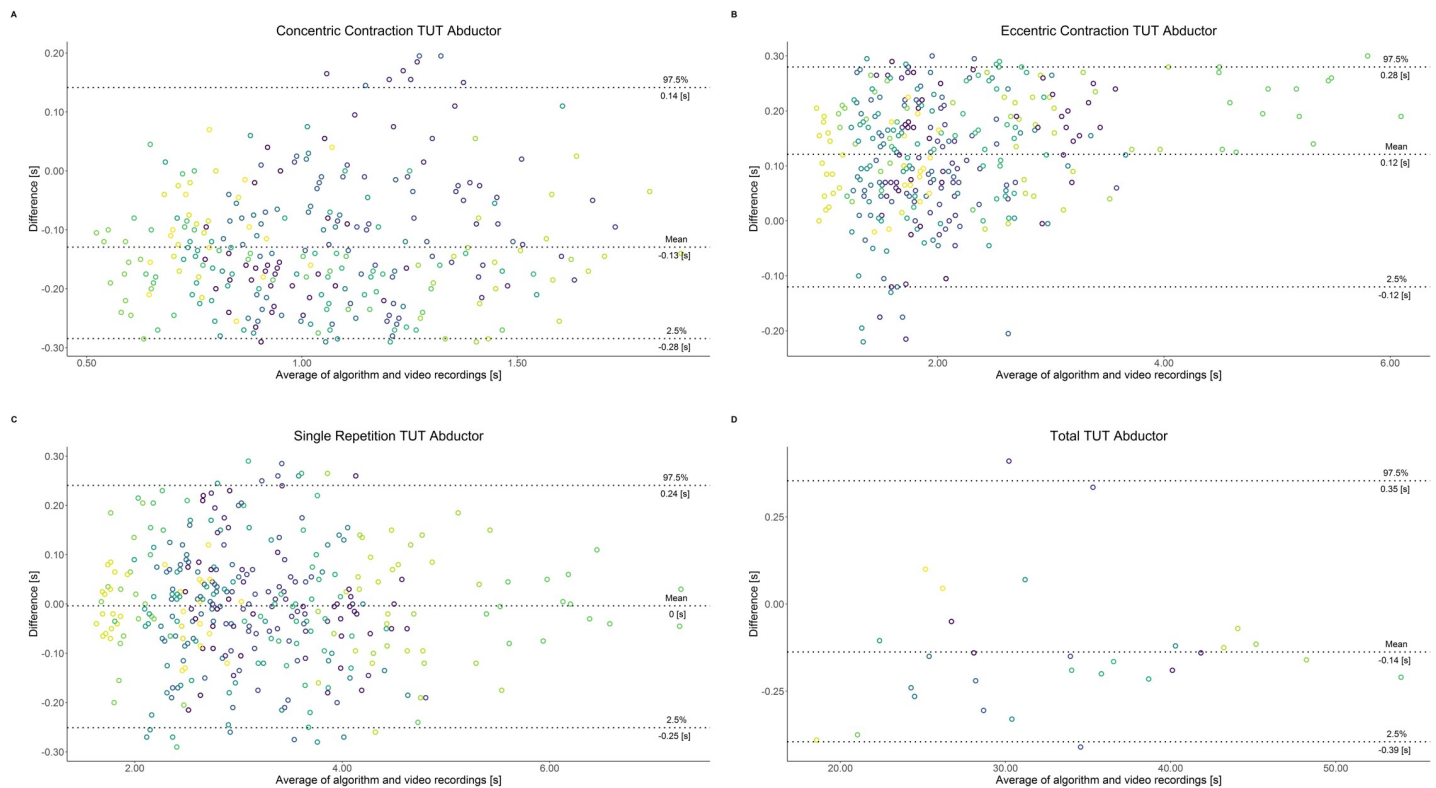 A
Concentric Contraction TUT Abductor
Difference [s]
0.20
0.10
0.00
-0.10
-0.20
-0.30
97.5%
0.14 [s]
Mean
-0.13 [s]
2.5%
-0.28 [s]
0.50
1.00
1.50
Average of algorithm and video recordings [s]
B
Eccentric Contraction TUT Abductor
Difference [s]
0.30
0.20
0.10
0.00
-0.10
-0.20
97.5%
0.28 [s]
Mean
0.12 [s]
2.5%
-0.12 [s]
2.00
4.00
6.00
Average of algorithm and video recordings [s]
C
Single Repetition TUT Abductor
Difference [s]
0.30
0.20
0.10
0.00
-0.10
-0.20
-0.30
97.5%
0.24 [s]
Mean
0 [s]
2.5%
-0.25 [s]
2.00
4.00
6.00
Average of algorithm and video recordings [s]
D
Total TUT Abductor
Difference [s]
0.25
0.00
-0.25
97.5%
0.35 [s]
Mean
-0.14 [s]
2.5%
-0.39 [s]
20.00
30.00
40.00
50.00
Average of algorithm and video recordings [s]